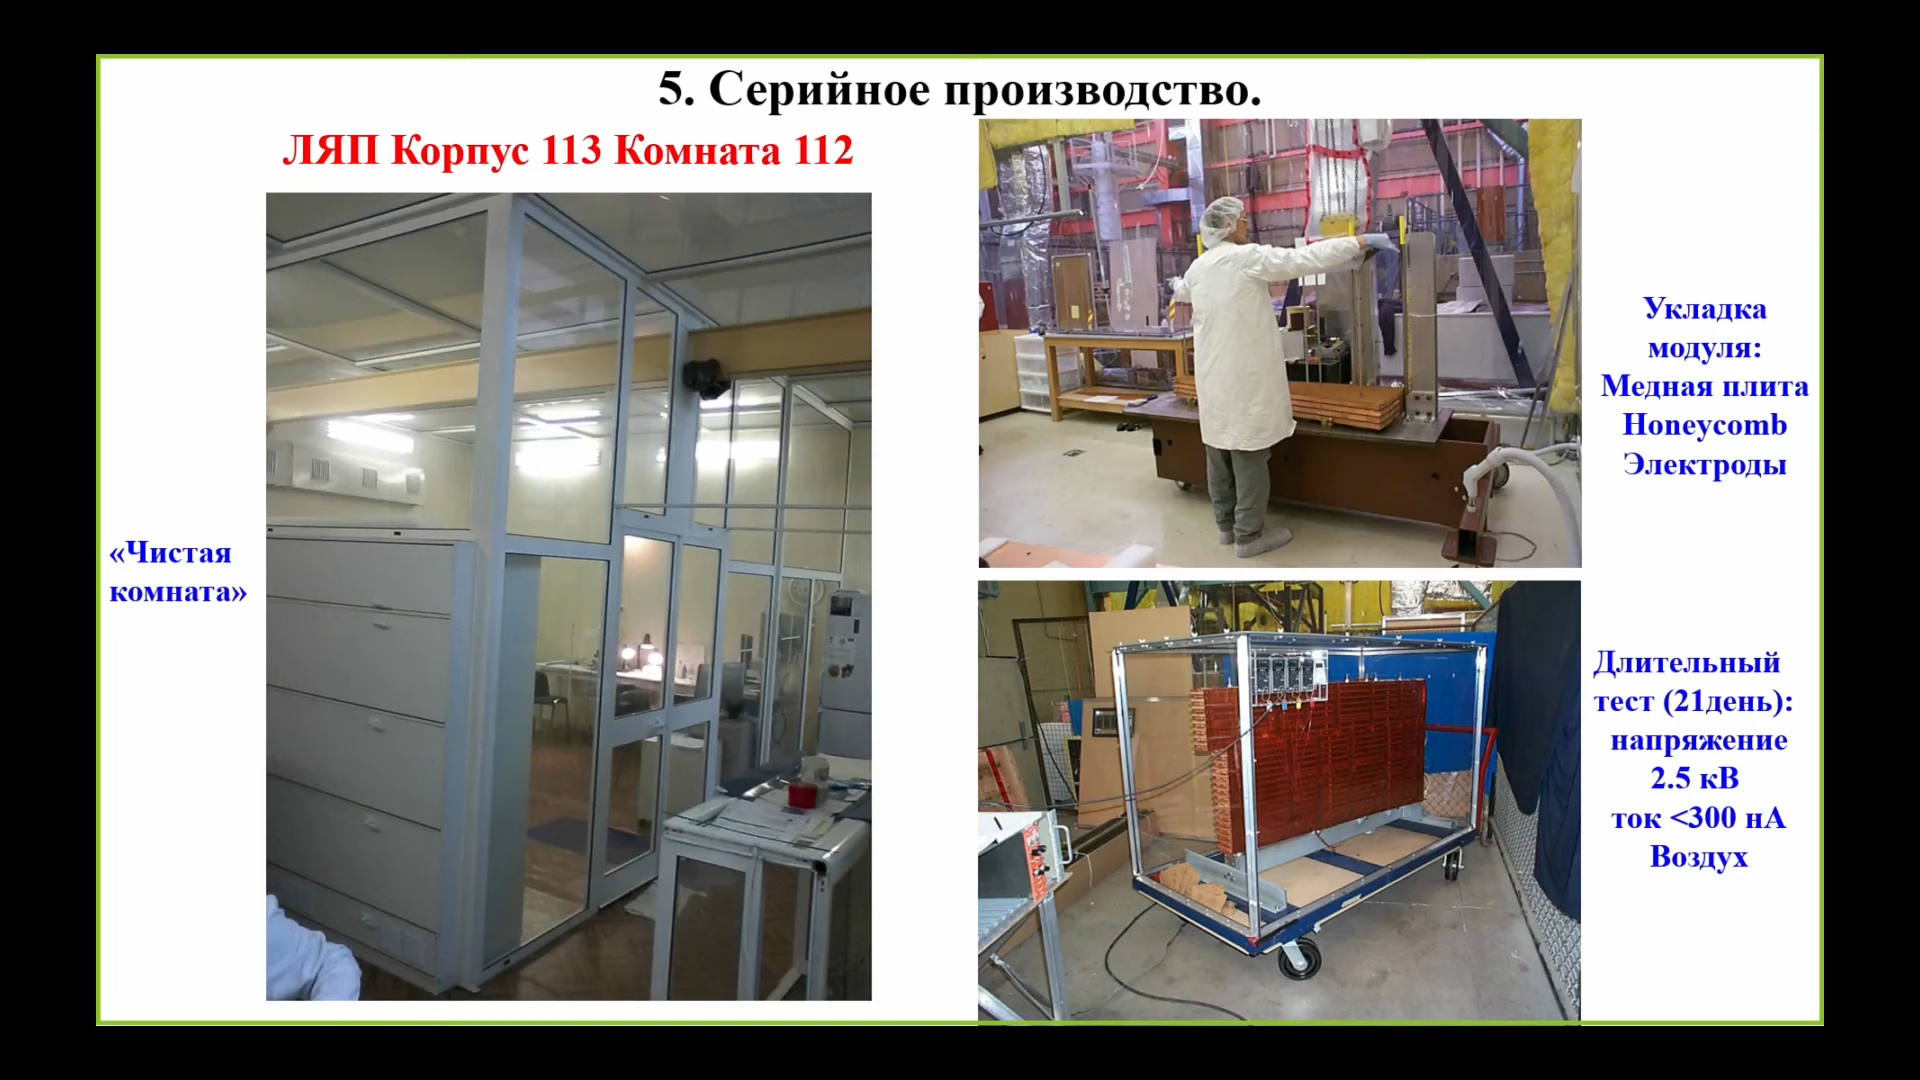 5. Серийное производство.
ЛЯП Корпус 113 Комната 112
«Чистая
комната»
Укладка
модуля:
Медная плита
Honeycomb
Электроды
Длительный
тест (21день):
напряжение
2.5 кВ
ток <300 нА
Воздух